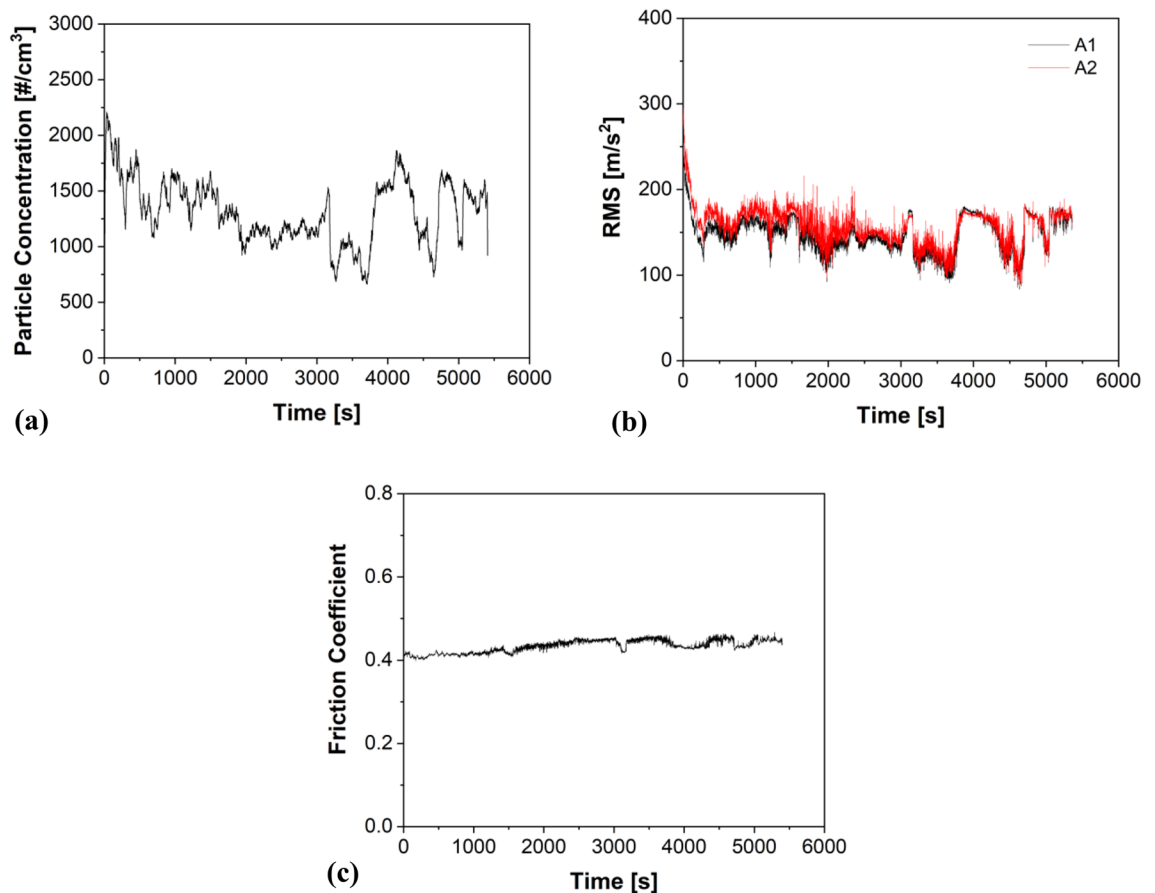 3000
2500
2000
1500
1000
500
0
Particle Concentration [#/cm³]
0 1000 2000 3000 4000 5000 6000
Time [s]
(a)
400
300
200
100
0
RMS [m/s²]
A1
A2
0 1000 2000 3000 4000 5000 6000
Time [s]
(b)
0.8
0.6
0.4
0.2
0.0
Friction Coefficient
0 1000 2000 3000 4000 5000 6000
Time [s]
(c)